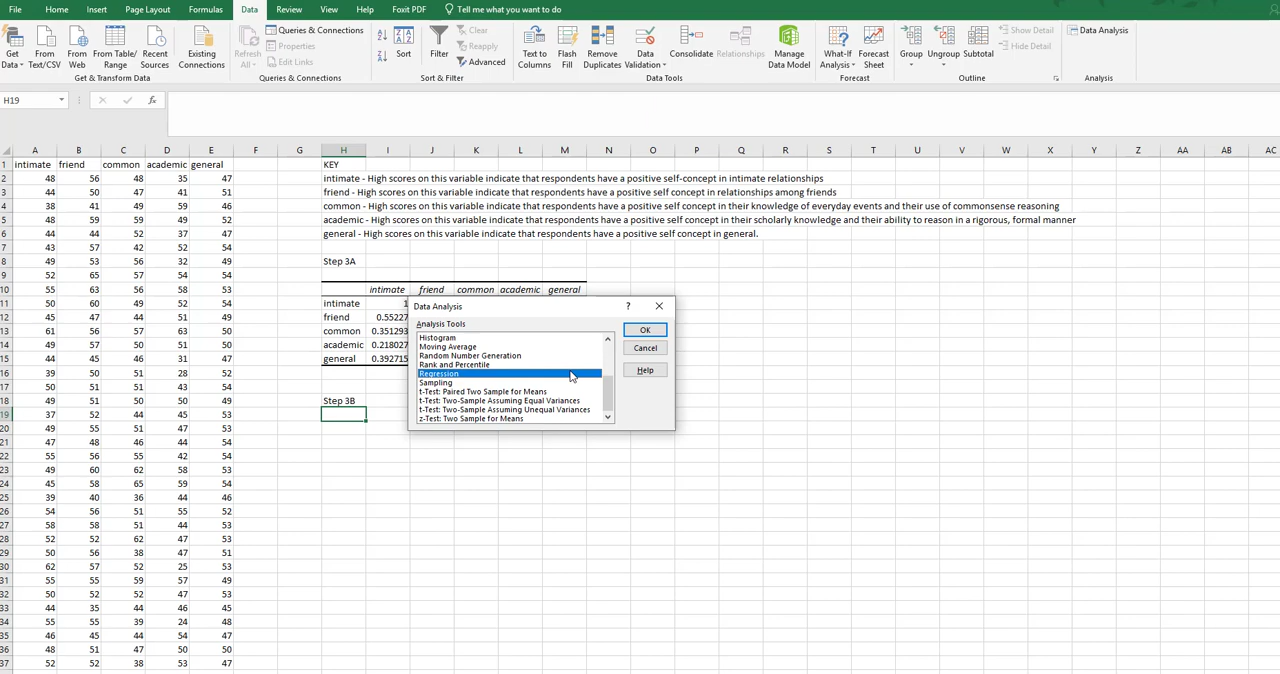 File Home Insert Page Layout Formulas Data Review View Help Foxit PDF Tell me what you want to do
Get Data From Text/CSV From Web From Table/ Range Recent Sources Existing Connections Refresh All Queries & Connections Properties Edit Links Sort Filter Clear Reapply Advanced Text to Columns Flash Fill Remove Duplicates Data Validation Consolidate Relationships Manage Data Model What-If Analysis Forecast Sheet Group Ungroup Subtotal Show Detail Hide Detail Data Analysis
Get & Transform Data Queries & Connections Sort & Filter Data Tools Forecast Outline Analysis
H19 fx
A B C D E F G H I J K L M N O P Q R S T U V W X Y Z AA AB AC
1 intimate friend common academic general KEY
2 48 56 48 35 47 intimate - High scores on this variable indicate that respondents have a positive self-concept in intimate relationships
3 44 50 47 41 51 friend - High scores on this variable indicate that respondents have a positive self concept in relationships among friends
4 38 41 49 59 46 common - High scores on this variable indicate that respondents have a positive self concept in their knowledge of everyday events and their use of commonsense reasoning
5 48 59 59 49 52 academic - High scores on this variable indicate that respondents have a positive self concept in their scholarly knowledge and their ability to reason in a rigorous, formal manner
6 44 44 52 37 47 general - High scores on this variable indicate that respondents have a positive self concept in general.
7 43 57 42 52 54
8 49 53 56 32 49 Step 3A
9 52 65 57 54 54
10 55 63 56 58 53 intimate friend common academic general
11 50 60 49 52 54 intimate 1
12 45 47 44 51 49 friend 0.55227
13 61 56 57 63 50 common 0.351293
14 57 50 50 51 50 academic 0.218027
15 44 45 46 31 47 general 0.392715
16 39 50 51 28 52
17 50 51 51 43 54
18 49 51 50 50 49 Step 3B
19 37 52 44 45 53
20 49 55 51 47 53
21 47 48 46 44 54
22 55 56 55 42 54
23 49 60 62 58 53
24 45 58 65 59 54
25 39 40 36 44 46
26 54 56 51 55 52
27 58 58 51 44 53
28 52 52 62 47 53
29 50 56 38 47 51
30 62 57 52 25 53
31 55 55 59 57 49
32 50 52 52 47 53
33 44 35 44 46 45
34 55 55 39 24 48
35 46 45 44 54 47
36 48 51 47 50 50
37 52 52 38 53 47
Data Analysis ?
Analysis Tools
Histogram
Moving Average
Random Number Generation
Rank and Percentile
Regression
Sampling
t-Test: Paired Two Sample for Means
t-Test: Two-Sample Assuming Equal Variances
t-Test: Two-Sample Assuming Unequal Variances
z-Test: Two Sample for Means
OK
Cancel
Help